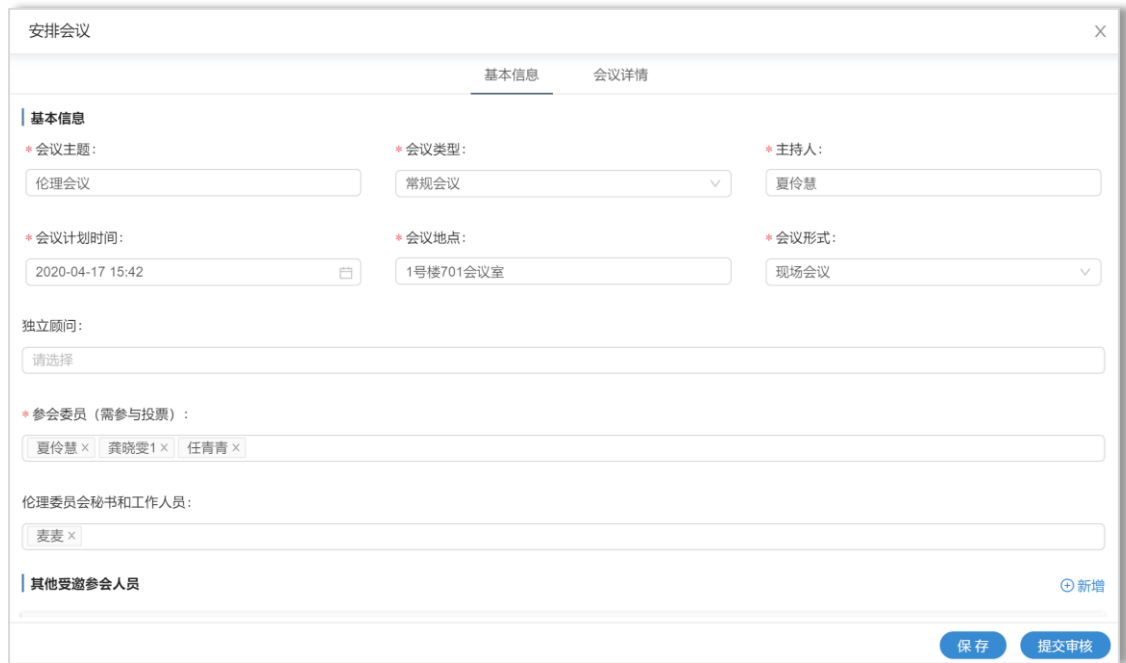 安排会议
基本信息 会议详情
基本信息
* 会议主题： * 会议类型： * 主持人：
伦理会议 常规会议 夏伶慧
* 会议计划时间： * 会议地点： * 会议形式：
2020-04-17 15:42 1号楼701会议室 现场会议
独立顾问：
请选择
* 参会委员（需参与投票）：
夏伶慧 × 龚晓雯1 × 任青青 ×
伦理委员会秘书和工作人员：
麦麦 ×
其他受邀参会人员 新增
保存 提交审核